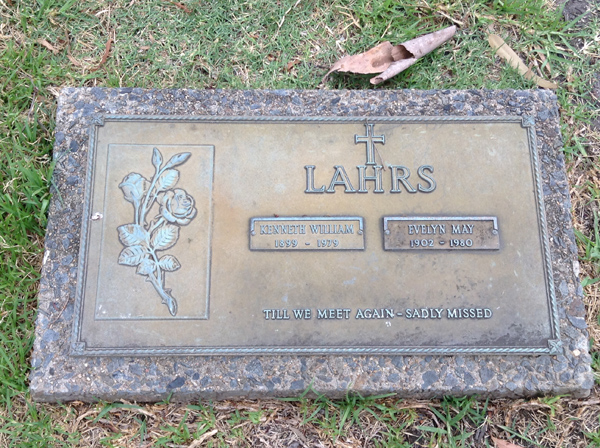 LAHRS
KENNETH WILLIAM
1899 - 1979
EVELYN MAY
1902 - 1980
TILL WE MEET AGAIN - SADLY MISSED